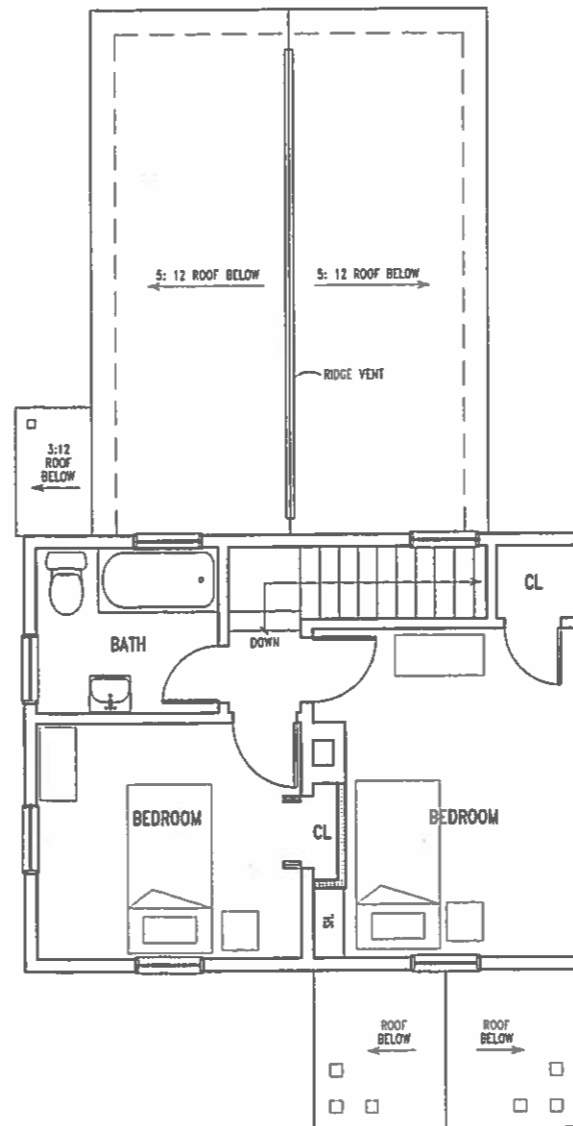 5: 12 ROOF BELOW
5: 12 ROOF BELOW
RIDGE VENT
3:12
ROOF
BELOW
CL
BATH
DOWN
BEDROOM
CL
BEDROOM
SH.
ROOF
BELOW
ROOF
BELOW